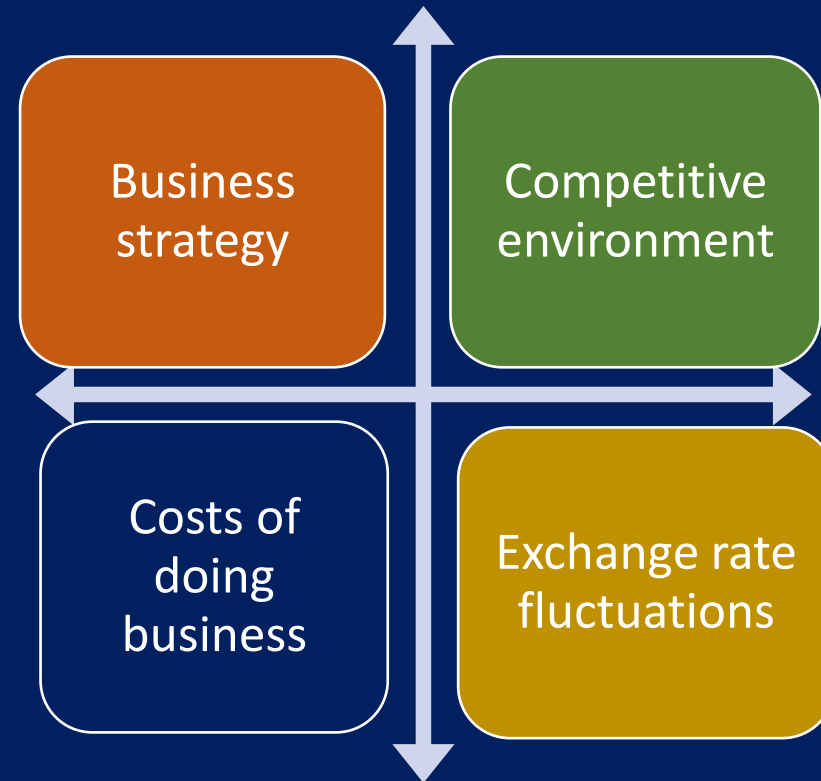 Business
strategy
Competitive
environment
Costs of
doing
business
Exchange rate
fluctuations